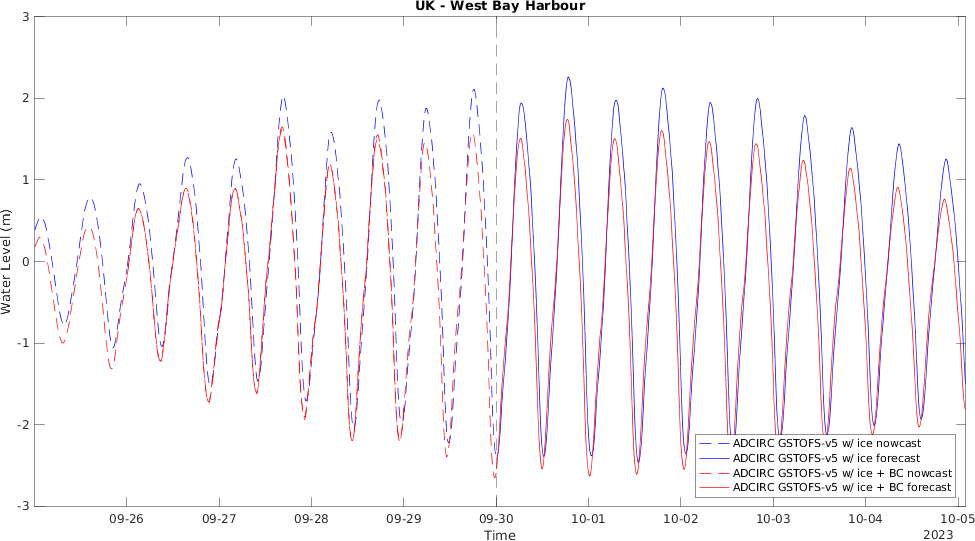 UK - West Bay Harbour
3
2
1
0
-1
-2
-3
Water Level (m)
09-26 09-27 09-28 09-29 09-30 10-01 10-02 10-03 10-04 10-05
Time
2023
ADCIRC GSTOFS-v5 w/ ice nowcast
ADCIRC GSTOFS-v5 w/ ice forecast
ADCIRC GSTOFS-v5 w/ ice + BC nowcast
ADCIRC GSTOFS-v5 w/ ice + BC forecast